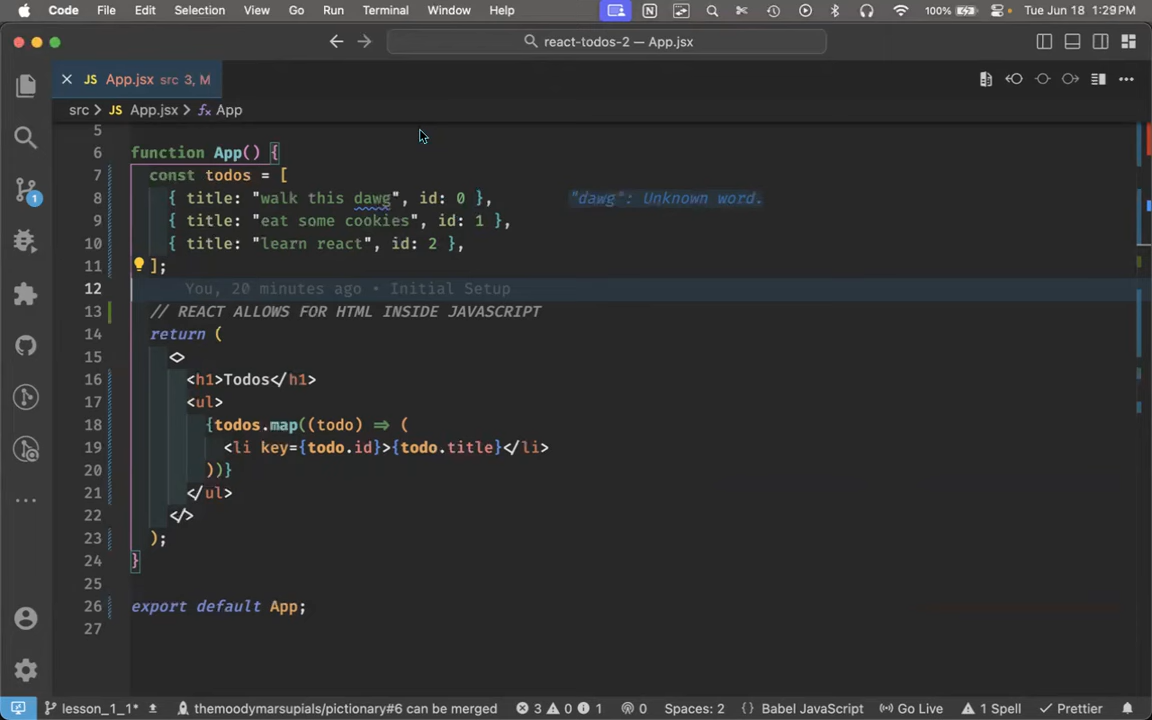 Code File Edit Selection View Go Run Terminal Window Help 100% Tue Jun 18 1:29 PM
react-todos-2 — App.jsx
JS App.jsx src 3, M
src > JS App.jsx > App
5
6 function App() {
7 const todos = [
8 { title: "walk this dawg", id: 0 }, "dawg": Unknown word.
9 { title: "eat some cookies", id: 1 },
10 { title: "learn react", id: 2 },
11 ];
12 You, 20 minutes ago • Initial Setup
13 // REACT ALLOWS FOR HTML INSIDE JAVASCRIPT
14 return (
15 <>
16 <h1>Todos</h1>
17 <ul>
18 {todos.map((todo) => (
19 <li key={todo.id}>{todo.title}</li>
20 ))}
21 </ul>
22 </>
23 );
24 }
25
26 export default App;
27
1
lesson_1_1* themoodymarsupials/pictionary#6 can be merged 3 0 1 0 Spaces: 2 {} Babel JavaScript Go Live 1 Spell Prettier